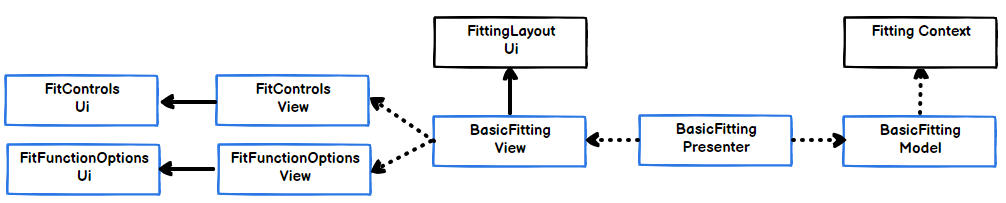 FittingLayout
Ui
Fitting Context
FitControls
Ui
FitControls
View
BasicFitting
View
BasicFitting
Presenter
BasicFitting
Model
FitFunctionOptions
Ui
FitFunctionOptions
View